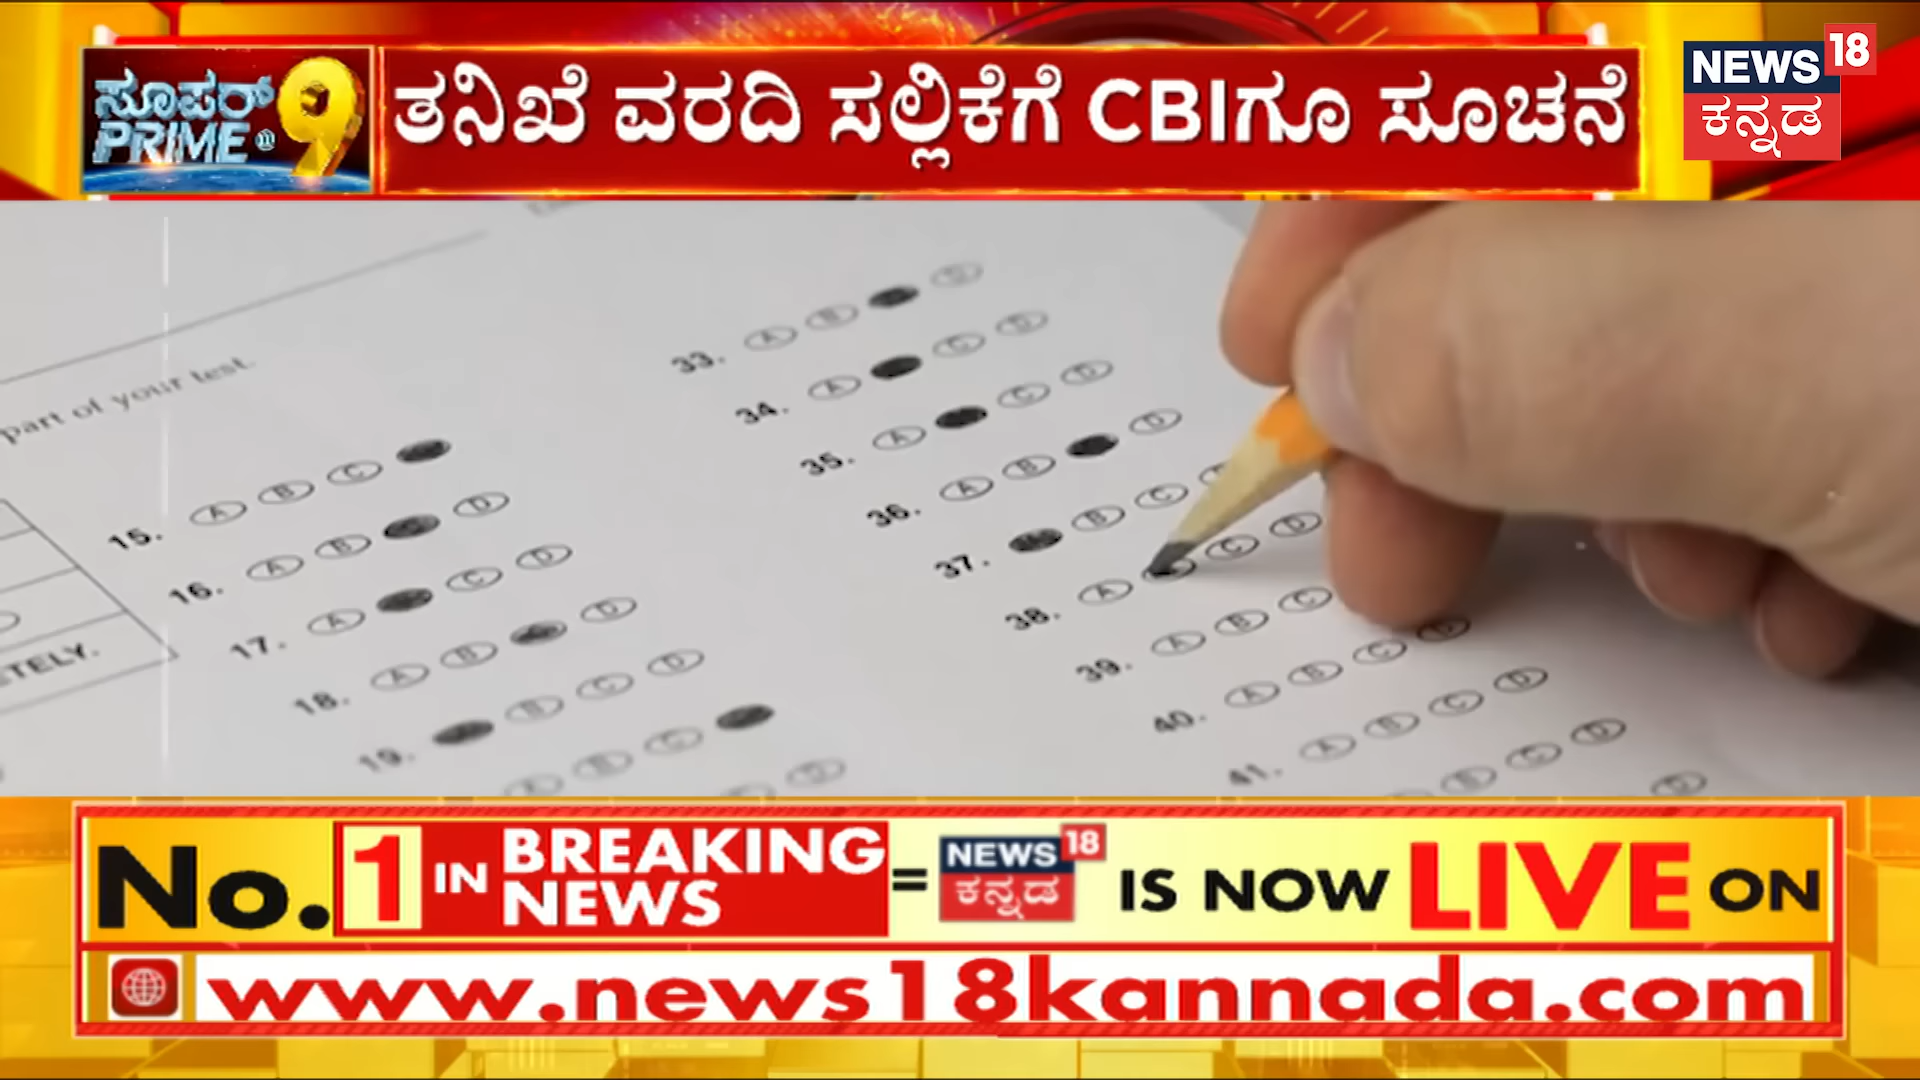 ಸೂಪರ್ PRIME @ 9
ತನಿಖೆ ವರದಿ ಸಲ್ಲಿಕೆಗೆ CBIಗೂ ಸೂಚನೆ
NEWS 18 ಕನ್ನಡ
part of your test.
TELY.
33. A B D
34. A C D
35. A C D
36. A B D
37. B C
38. A C D
39. A B C
40. A B C D
41. A B C D
B C D
D
15. A B C
16. A B D
17. A C D
18. A B D
19. B C D
A B C
D
No. 1 IN BREAKING NEWS = NEWS 18 ಕನ್ನಡ IS NOW LIVE ON
www.news18kannada.com